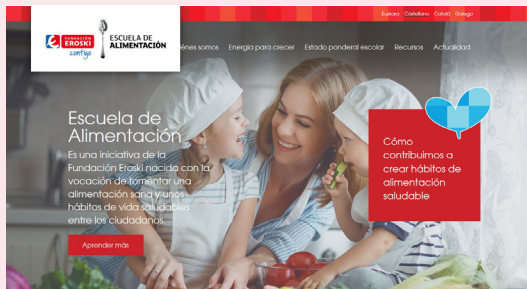 Euskara Castellano Català Galego
FUNDACIÓN
EROSKI
contigo
ESCUELA DE
ALIMENTACIÓN
énes somos Energía para crecer Estado ponderal escolar Recursos Actualidad
Escuela de
Alimentación
Es una iniciativa de la
Fundación Eroski nacida con la
vocación de fomentar una
alimentación sana y unos
hábitos de vida saludables
entre los ciudadanos.
Aprender más
Cómo
contribuimos a
crear hábitos de
alimentación
saludable